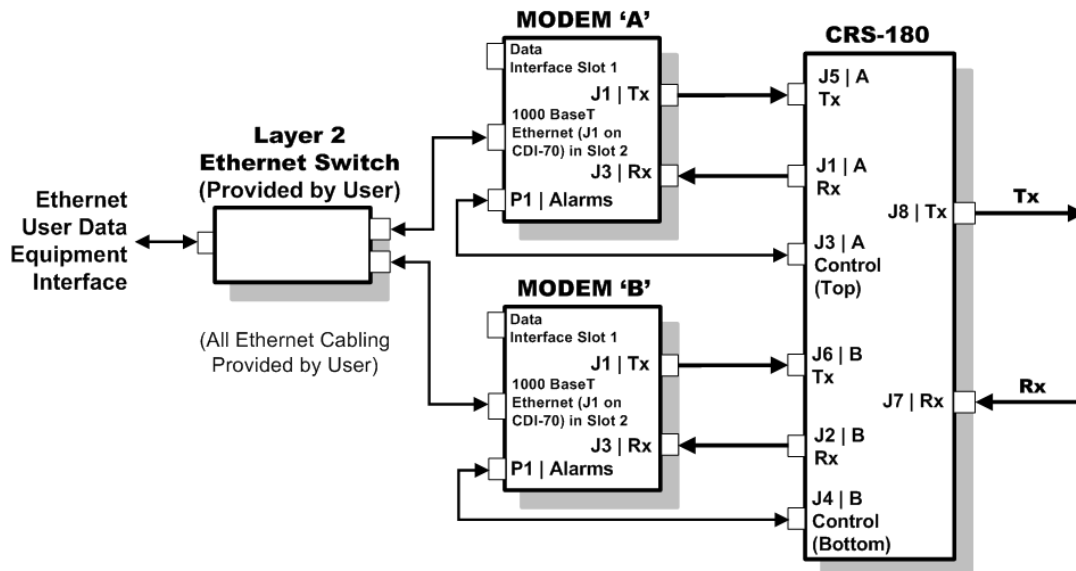 MODEM ‘A’
Data
Interface Slot 1
J1 | Tx
1000 BaseT
Ethernet (J1 on
CDI-70) in Slot 2
J3 | Rx
P1 | Alarms
Layer 2
Ethernet Switch
(Provided by User)
Ethernet
User Data
Equipment
Interface
(All Ethernet Cabling
Provided by User)
MODEM ‘B’
Data
Interface Slot 1
J1 | Tx
1000 BaseT
Ethernet (J1 on
CDI-70) in Slot 2
J3 | Rx
P1 | Alarms
CRS-180
J5 | A
Tx
J1 | A
Rx
J3 | A
Control
(Top)
J6 | B
Tx
J2 | B
Rx
J4 | B
Control
(Bottom)
J8 | Tx
Tx
J7 | Rx
Rx